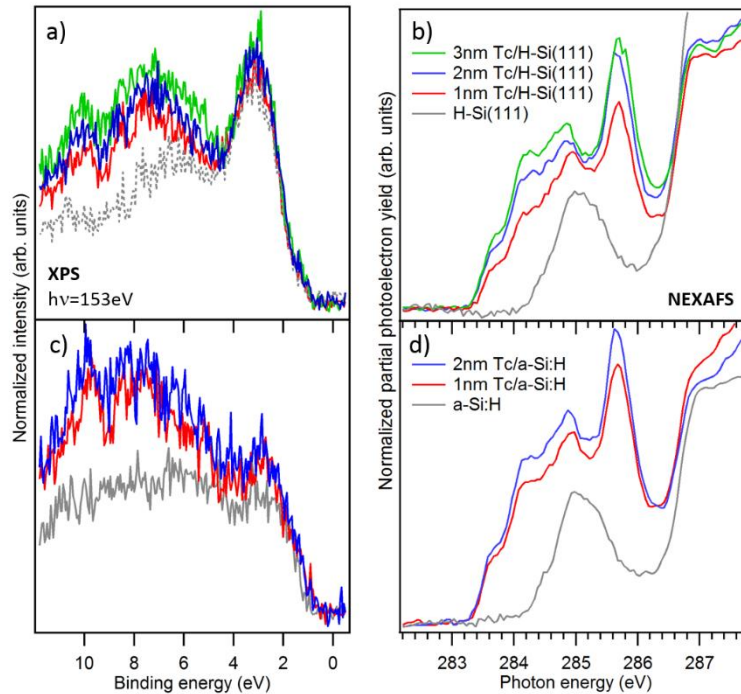 a)
XPS
hν=153eV
c)
Normalized intensity (arb. units)
10 8 6 4 2 0
Binding energy (eV)
b)
3nm Tc/H-Si(111)
2nm Tc/H-Si(111)
1nm Tc/H-Si(111)
H-Si(111)
NEXAFS
d)
2nm Tc/a-Si:H
1nm Tc/a-Si:H
a-Si:H
Normalized partial photoelectron yield (arb. units)
283 284 285 286 287
Photon energy (eV)